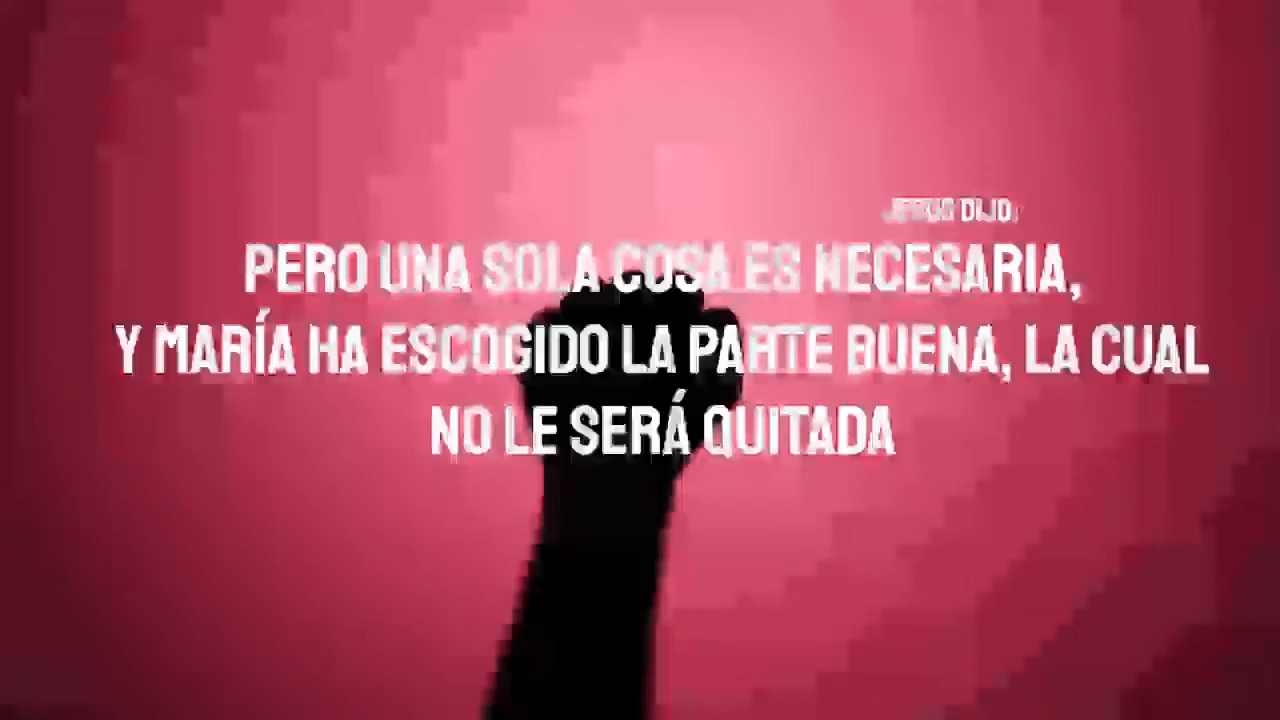 JESÚS DIJO:
PERO UNA SOLA COSA ES NECESARIA,
Y MARÍA HA ESCOGIDO LA PARTE BUENA, LA CUAL
NO LE SERÁ QUITADA